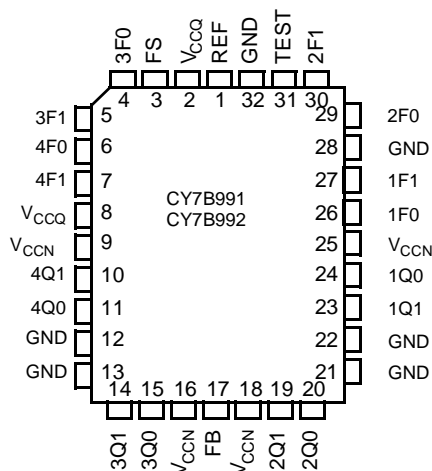 3F0 FS VCCQ REF GND TEST 2F1
4 3 2 1 32 31 30
3F1 5 29 2F0
4F0 6 28 GND
4F1 7 27 1F1
CY7B991
CY7B992
VCCQ 8 26 1F0
VCCN 9 25 VCCN
4Q1 10 24 1Q0
4Q0 11 23 1Q1
GND 12 22 GND
GND 13 21 GND
14 15 16 17 18 19 20
3Q1 3Q0 VCCN FB VCCN 2Q1 2Q0